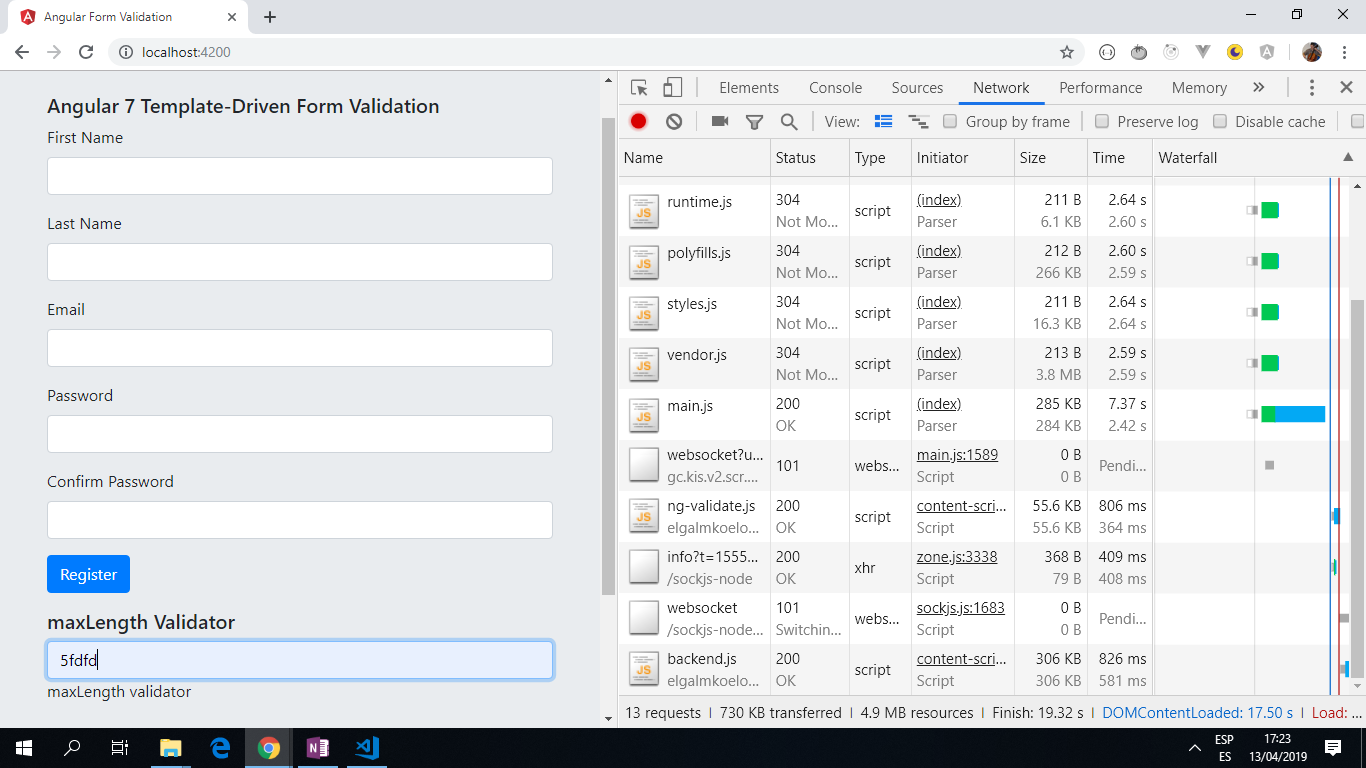 Angular Form Validation
localhost:4200
Angular 7 Template-Driven Form Validation
First Name
Last Name
Email
Password
Confirm Password
Register
maxLength Validator
5fdfd
maxLength validator
Elements Console Sources Network Performance Memory
View: Group by frame Preserve log Disable cache
Name Status Type Initiator Size Time Waterfall
runtime.js 304 script (index) 211 B 2.64 s
Not Mo... Parser 6.1 KB 2.60 s
polyfills.js 304 script (index) 212 B 2.60 s
Not Mo... Parser 266 KB 2.59 s
styles.js 304 script (index) 211 B 2.64 s
Not Mo... Parser 16.3 KB 2.64 s
vendor.js 304 script (index) 213 B 2.59 s
Not Mo... Parser 3.8 MB 2.59 s
main.js 200 script (index) 285 KB 7.37 s
OK Parser 284 KB 2.42 s
websocket?u... 101 webs... main.js:1589 0 B Pendi...
gc.kis.v2.scr.... Script 0 B
ng-validate.js 200 script content-scri... 55.6 KB 806 ms
elgalmkoelo... OK Script 55.6 KB 364 ms
info?t=1555... 200 xhr zone.js:3338 368 B 409 ms
/sockjs-node OK Script 79 B 408 ms
websocket 101 webs... sockjs.js:1683 0 B Pendi...
/sockjs-node... Switchin... Script 0 B
backend.js 200 script content-scri... 306 KB 826 ms
elgalmkoelo... OK Script 306 KB 581 ms
13 requests | 730 KB transferred | 4.9 MB resources | Finish: 19.32 s | DOMContentLoaded: 17.50 s | Load: ...
ESP
ES
17:23
13/04/2019